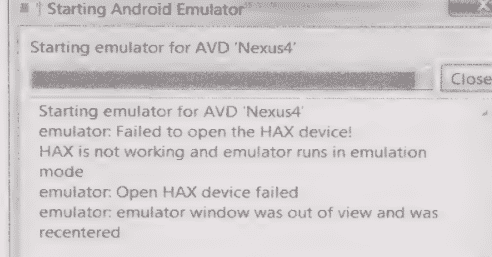 Starting Android Emulator
Starting emulator for AVD 'Nexus4'
Close
Starting emulator for AVD 'Nexus4'
emulator: Failed to open the HAX device!
HAX is not working and emulator runs in emulation
mode
emulator: Open HAX device failed
emulator: emulator window was out of view and was
recentered